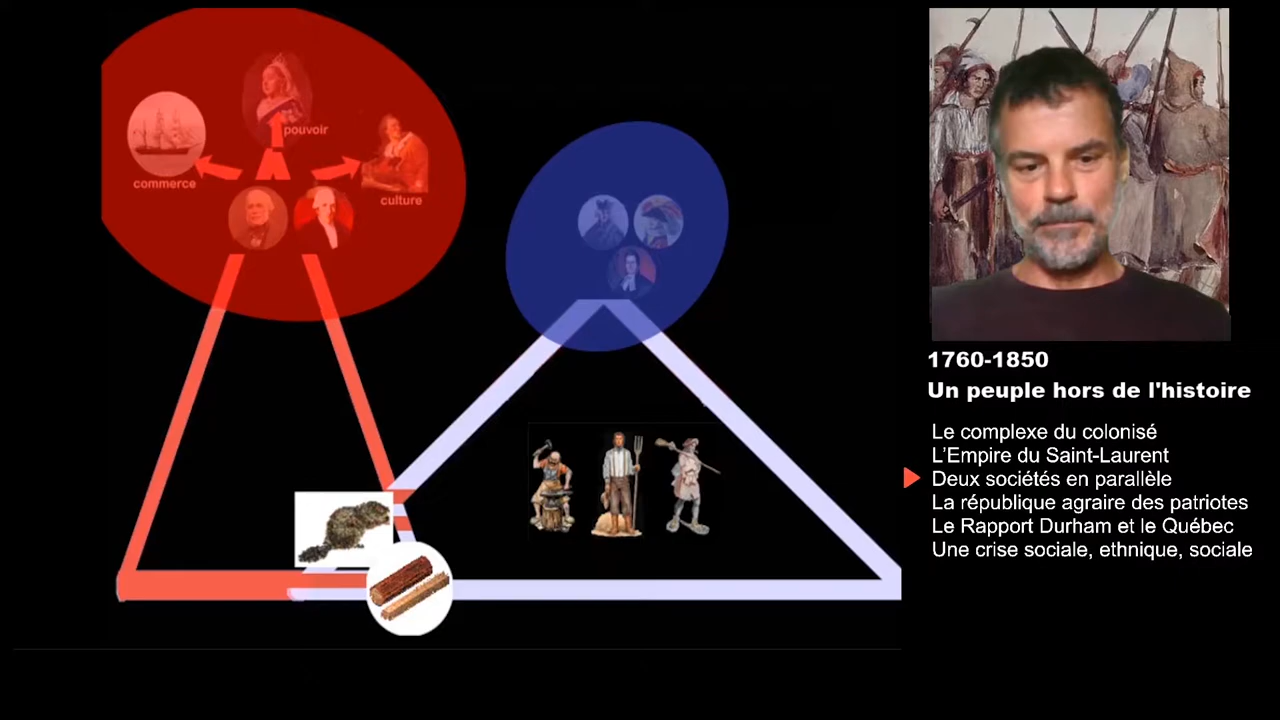 pouvoir
commerce
culture
1760-1850
Un peuple hors de l'histoire
Le complexe du colonisé
L'Empire du Saint-Laurent
Deux sociétés en parallèle
La république agraire des patriotes
Le Rapport Durham et le Québec
Une crise sociale, ethnique, sociale